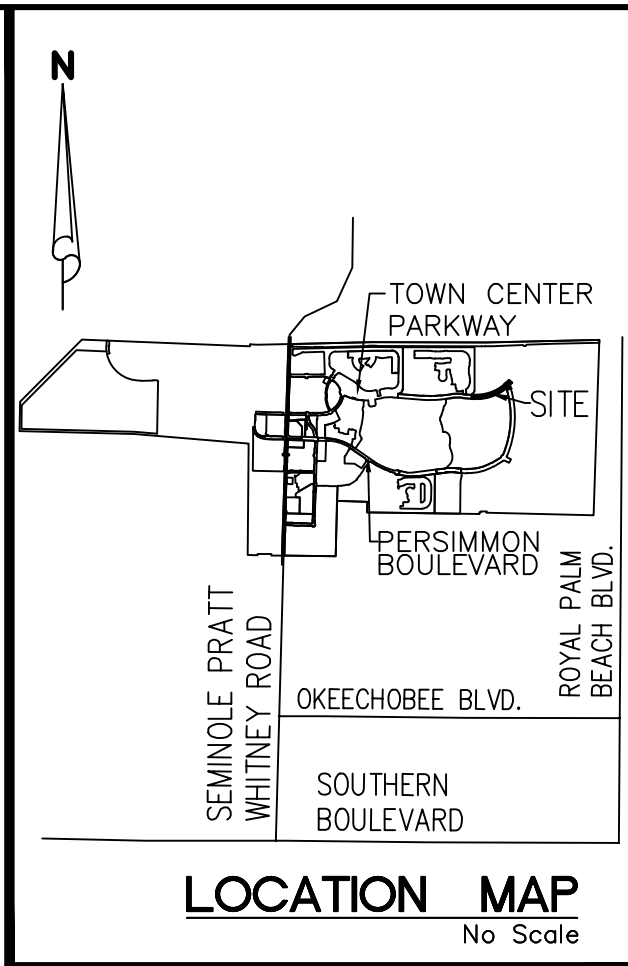 N
TOWN CENTER
PARKWAY
SITE
PERSIMMON
BOULEVARD
ROYAL PALM
BEACH BLVD.
SEMINOLE PRATT
WHITNEY ROAD
OKEECHOBEE BLVD.
SOUTHERN
BOULEVARD
LOCATION MAP
No Scale